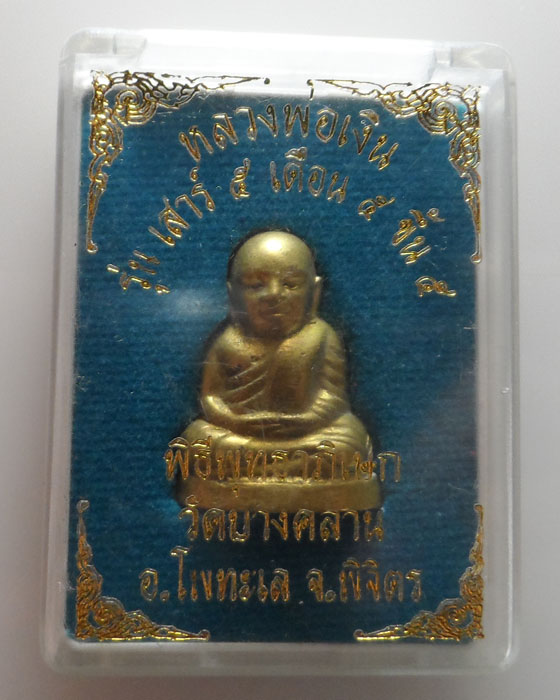 หลวงพ่อเงิน
รุ่น เสาร์ ๕ เดือน ๕ ขึ้น ๕
พิธีพุทธาภิเษก
วัดบางคลาน
อ.โพทะเล จ.พิจิตร